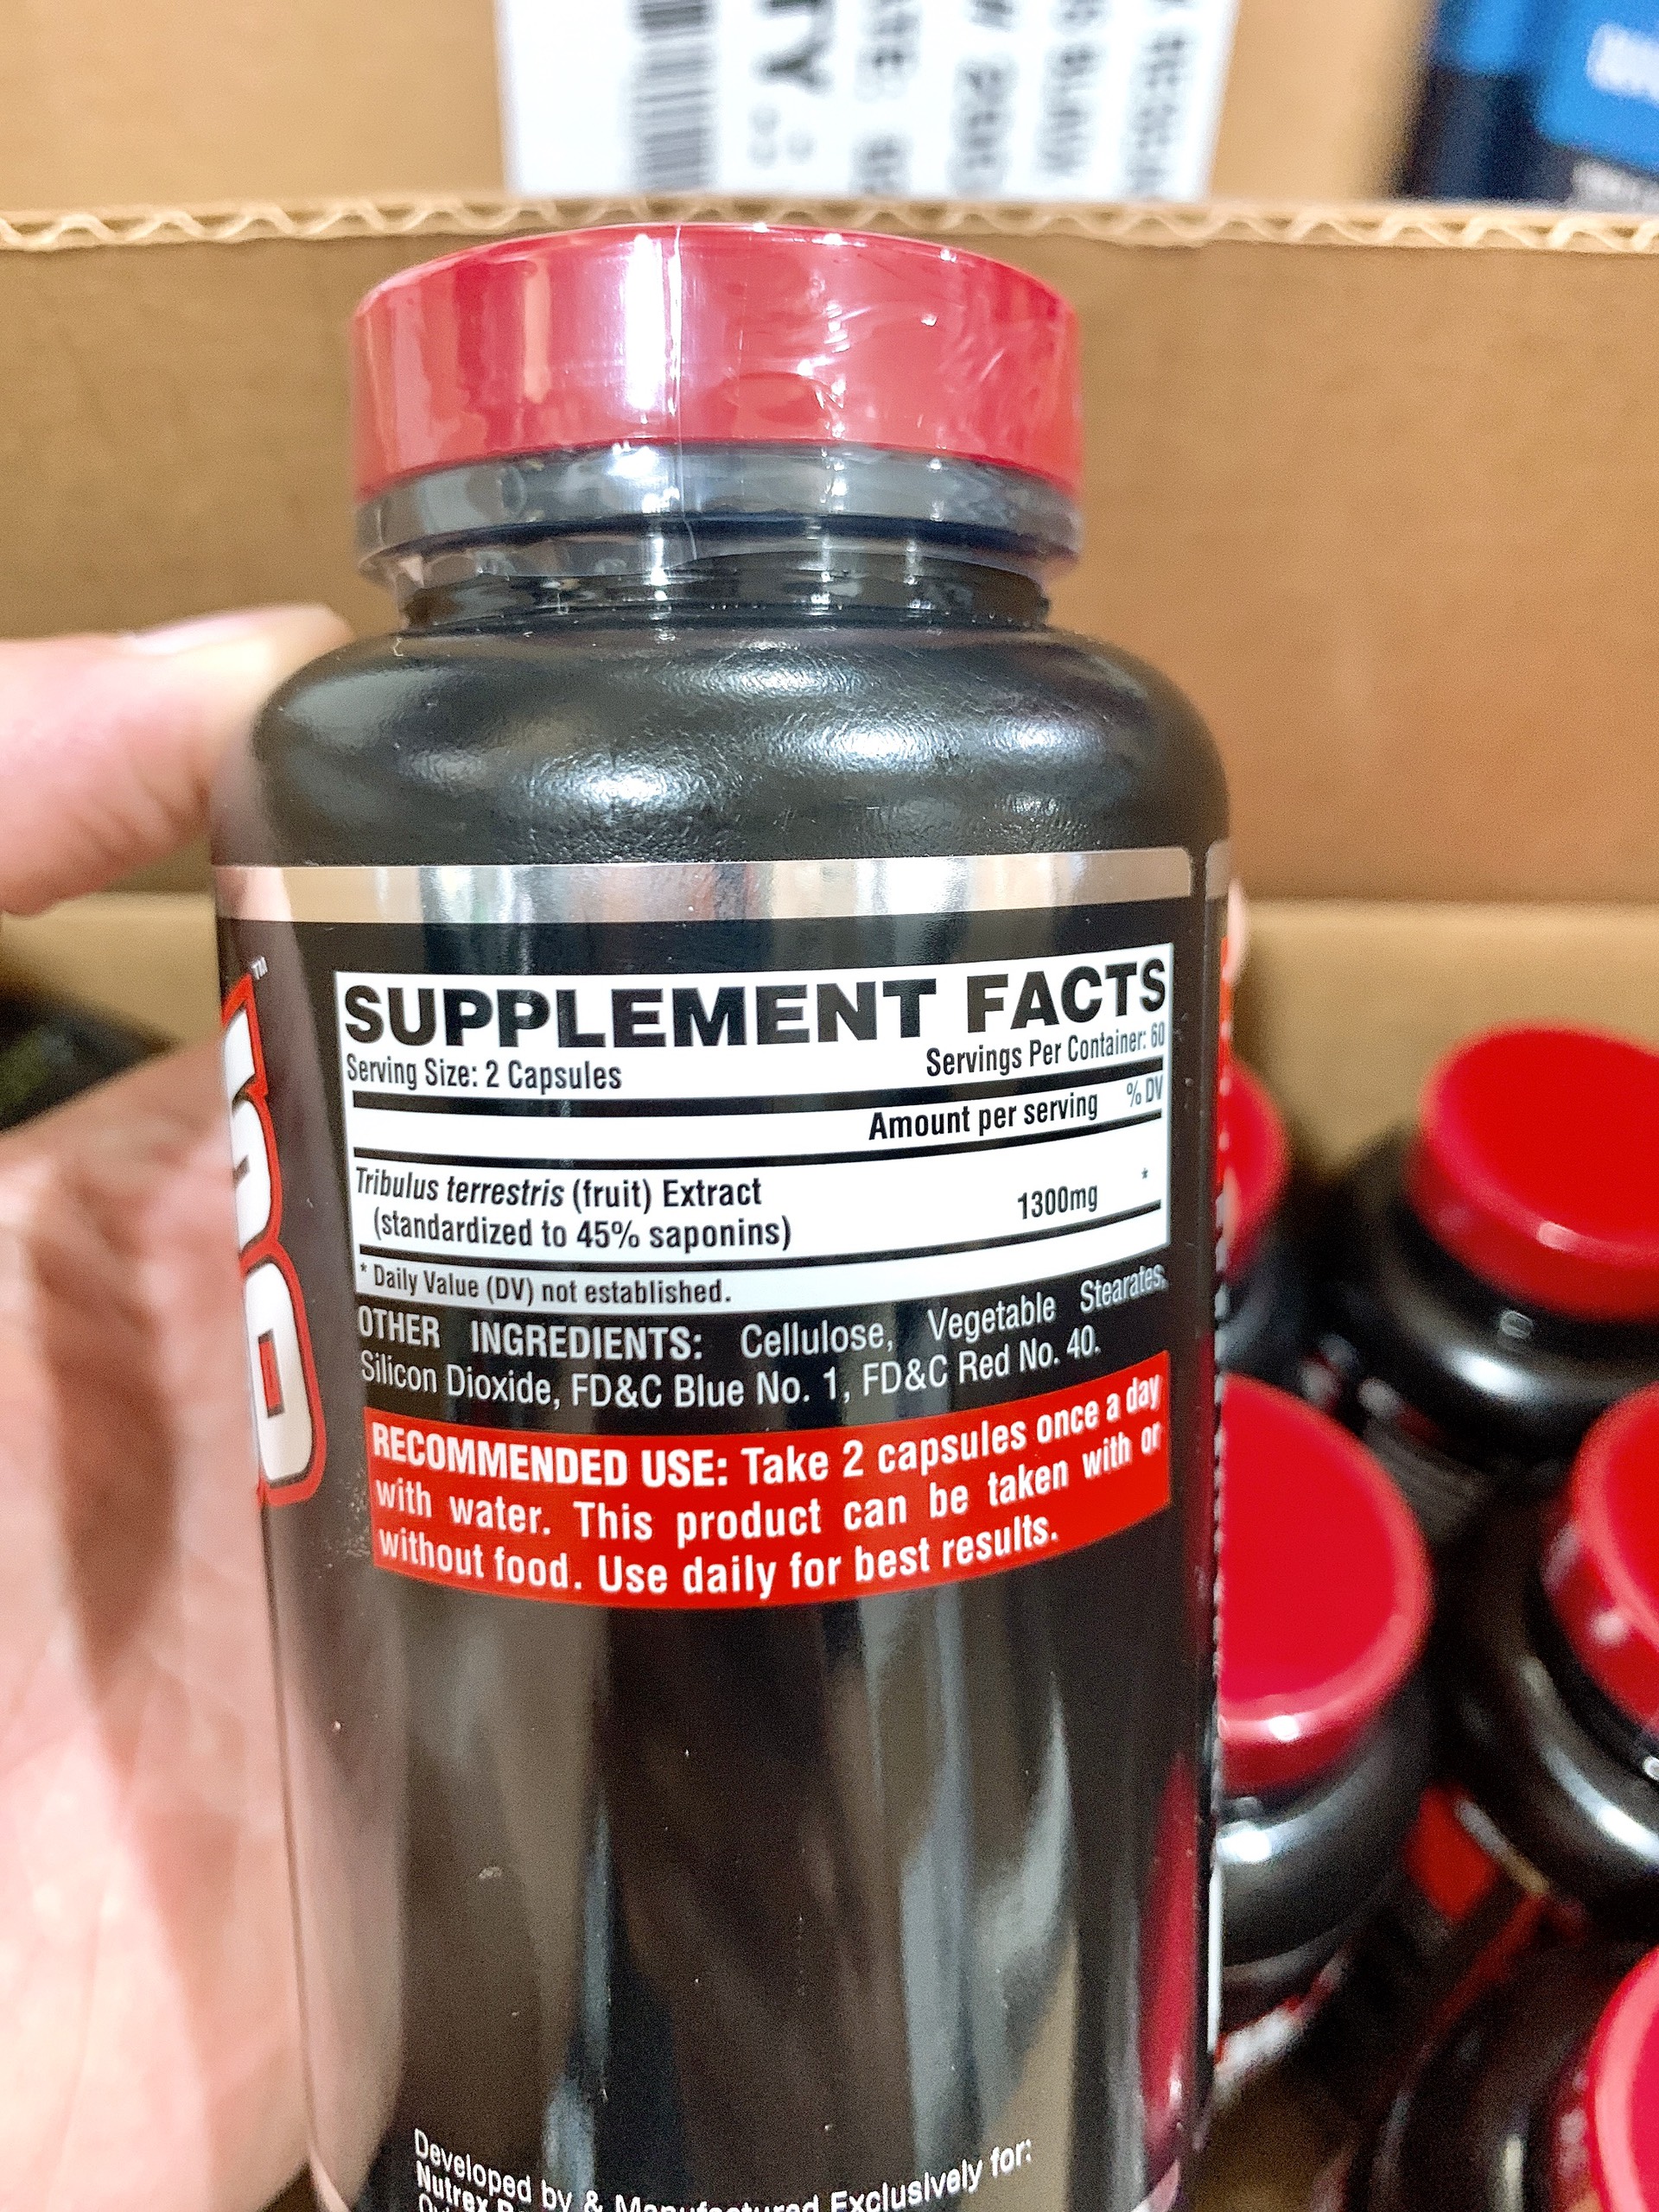 SUPPLEMENT FACTS
Serving Size: 2 Capsules Servings Per Container: 60
Amount per serving % DV
Tribulus terrestris (fruit) Extract
(standardized to 45% saponins) 1300mg *
* Daily Value (DV) not established.
OTHER INGREDIENTS: Cellulose, Vegetable Stearates,
Silicon Dioxide, FD&C Blue No. 1, FD&C Red No. 40.
RECOMMENDED USE: Take 2 capsules once a day
with water. This product can be taken with or
without food. Use daily for best results.
Developed by & Manufactured Exclusively for:
Nutrex
TM